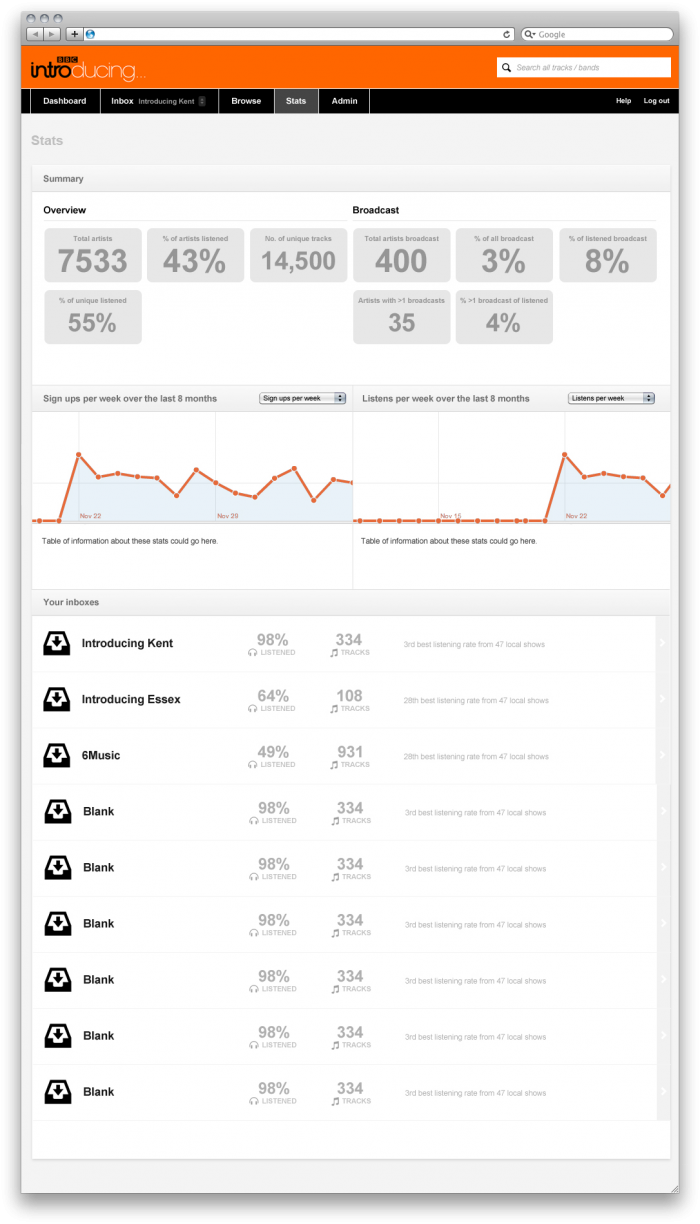 Google
BBC
introducing...
Search all tracks / bands
Dashboard
Inbox Introducing Kent
Browse
Stats
Admin
Help
Log out
Stats
Summary
Overview
Total artists
7533
% of artists listened
43%
No. of unique tracks
14,500
% of unique listened
55%
Broadcast
Total artists broadcast
400
% of all broadcast
3%
% of listened broadcast
8%
Artists with >1 broadcasts
35
% >1 broadcast of listened
4%
Sign ups per week over the last 8 months
Sign ups per week
Nov 22
Nov 29
Table of information about these stats could go here.
Listens per week over the last 8 months
Listens per week
Nov 15
Nov 22
Table of information about these stats could go here.
Your inboxes
Introducing Kent
98%
LISTENED
334
TRACKS
3rd best listening rate from 47 local shows
Introducing Essex
64%
LISTENED
108
TRACKS
28th best listening rate from 47 local shows
6Music
49%
LISTENED
931
TRACKS
28th best listening rate from 47 local shows
Blank
98%
LISTENED
334
TRACKS
3rd best listening rate from 47 local shows
Blank
98%
LISTENED
334
TRACKS
3rd best listening rate from 47 local shows
Blank
98%
LISTENED
334
TRACKS
3rd best listening rate from 47 local shows
Blank
98%
LISTENED
334
TRACKS
3rd best listening rate from 47 local shows
Blank
98%
LISTENED
334
TRACKS
3rd best listening rate from 47 local shows
Blank
98%
LISTENED
334
TRACKS
3rd best listening rate from 47 local shows